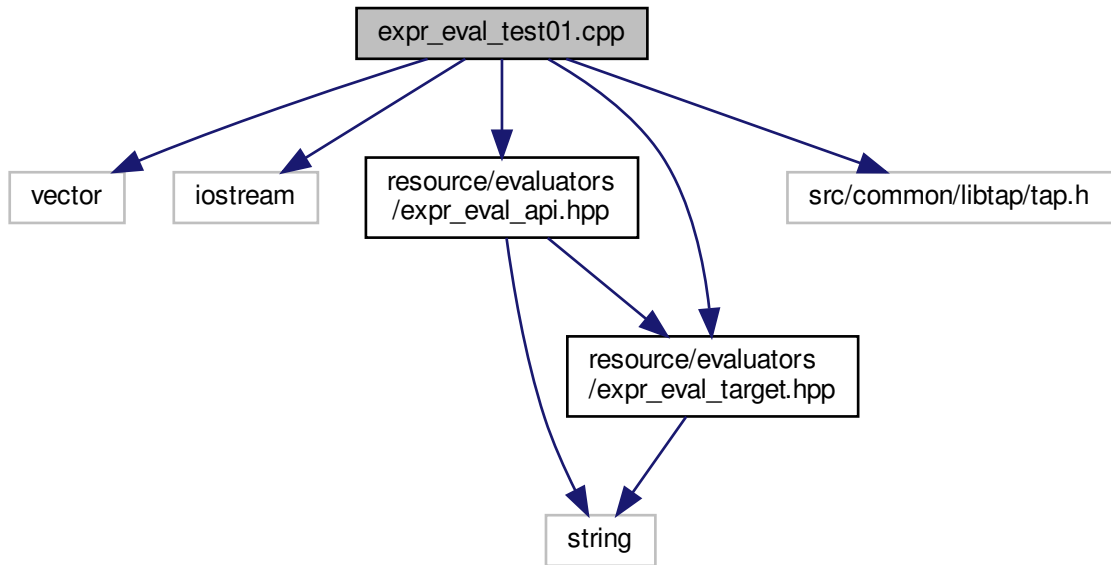 expr_eval_test01.cpp
vector
iostream
resource/evaluators
/expr_eval_api.hpp
src/common/libtap/tap.h
resource/evaluators
/expr_eval_target.hpp
string